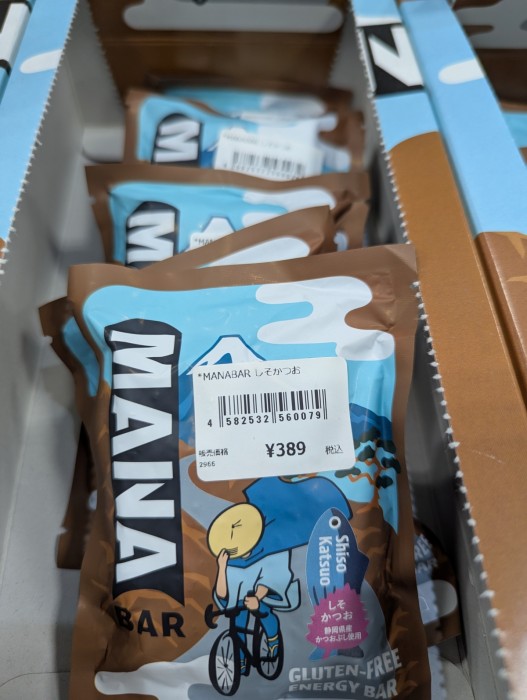 MANA
BAR
*MANABAR しそかつお
4 582532 560079
販売価格
¥389 税込
2966
Shiso
Katsuo
しそ
かつお
静岡県産
かつおぶし使用
GLUTEN-FREE
ENERGY BAR